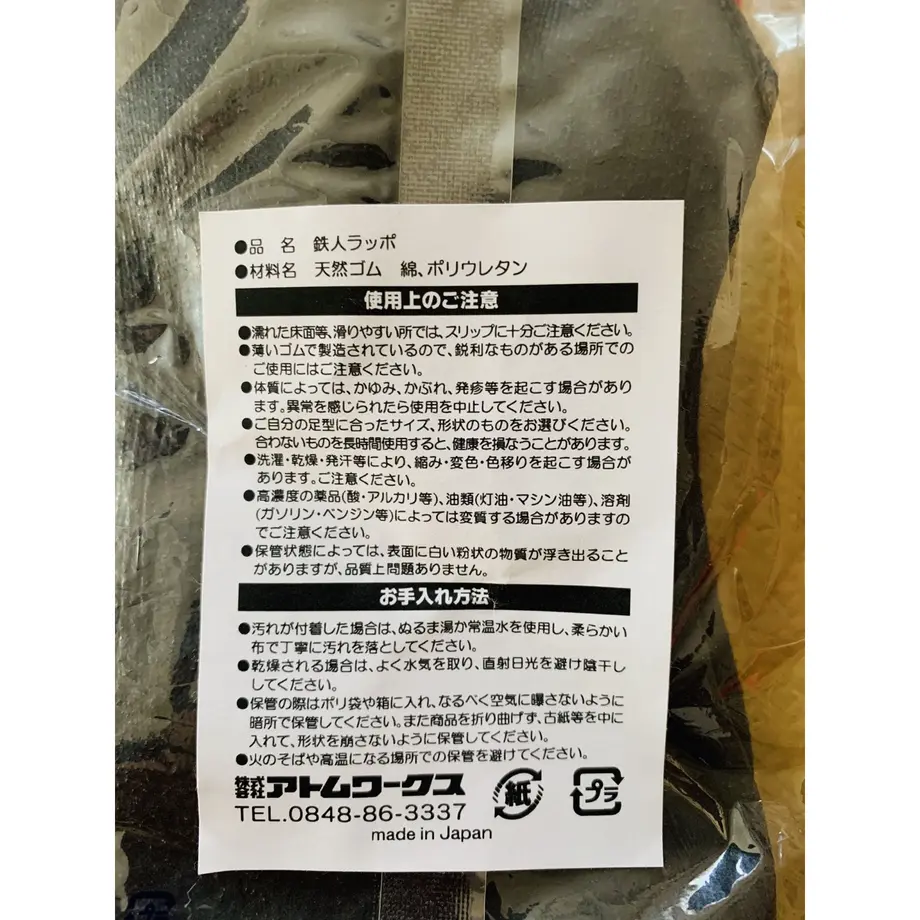 ●品 名 鉄人ラッポ
●材料名 天然ゴム 綿、ポリウレタン
使用上のご注意
●濡れた床面等、滑りやすい所では、スリップに十分ご注意ください。
●薄いゴムで製造されているので、鋭利なものがある場所での
ご使用にはご注意ください。
●体質によっては、かゆみ、かぶれ、発疹等を起こす場合があり
ます。異常を感じられたら使用を中止してください。
●ご自分の足型に合ったサイズ、形状のものをお選びください。
合わないものを長時間使用すると、健康を損なうことがあります。
●洗濯・乾燥・発汗等により、縮み・変色・色移りを起こす場合が
あります。ご注意ください。
●高濃度の薬品(酸・アルカリ等)、油類(灯油・マシン油等)、溶剤
(ガソリン・ベンジン等)によっては変質する場合がありますの
でご注意ください。
●保管状態によっては、表面に白い粉状の物質が浮き出ること
がありますが、品質上問題ありません。
お手入れ方法
●汚れが付着した場合は、ぬるま湯か常温水を使用し、柔らかい
布で丁寧に汚れを落としてください。
●乾燥される場合は、よく水気を取り、直射日光を避け陰干し
してください。
●保管の際はポリ袋や箱に入れ、なるべく空気に曝さないように
暗所で保管してください。また商品を折り曲げず、古紙等を中に
入れて、形状を崩さないように保管してください。
●火のそばや高温になる場所での保管を避けてください。
株式会社アトムワークス 紙 プラ
TEL.0848-86-3337
made in Japan